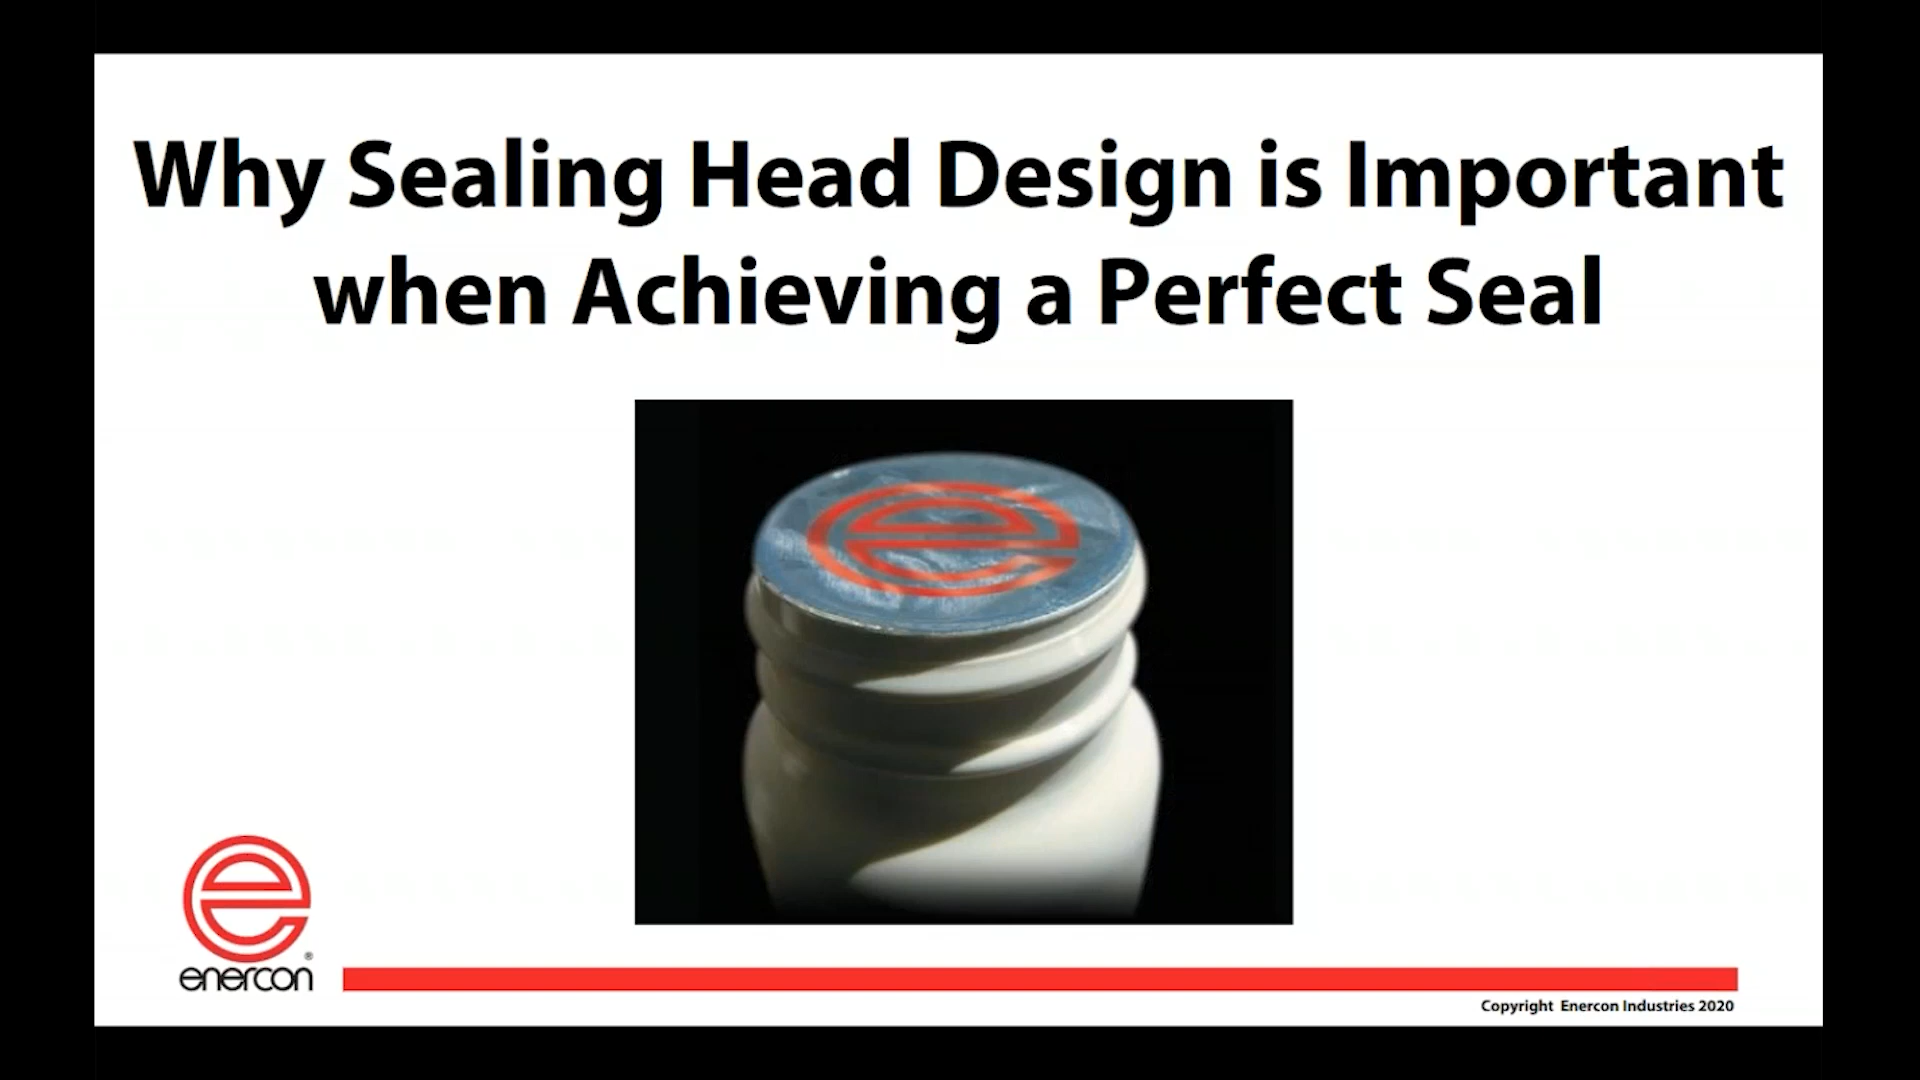 Why Sealing Head Design is Important
when Achieving a Perfect Seal
e
e
enercon®
Copyright Enercon Industries 2020